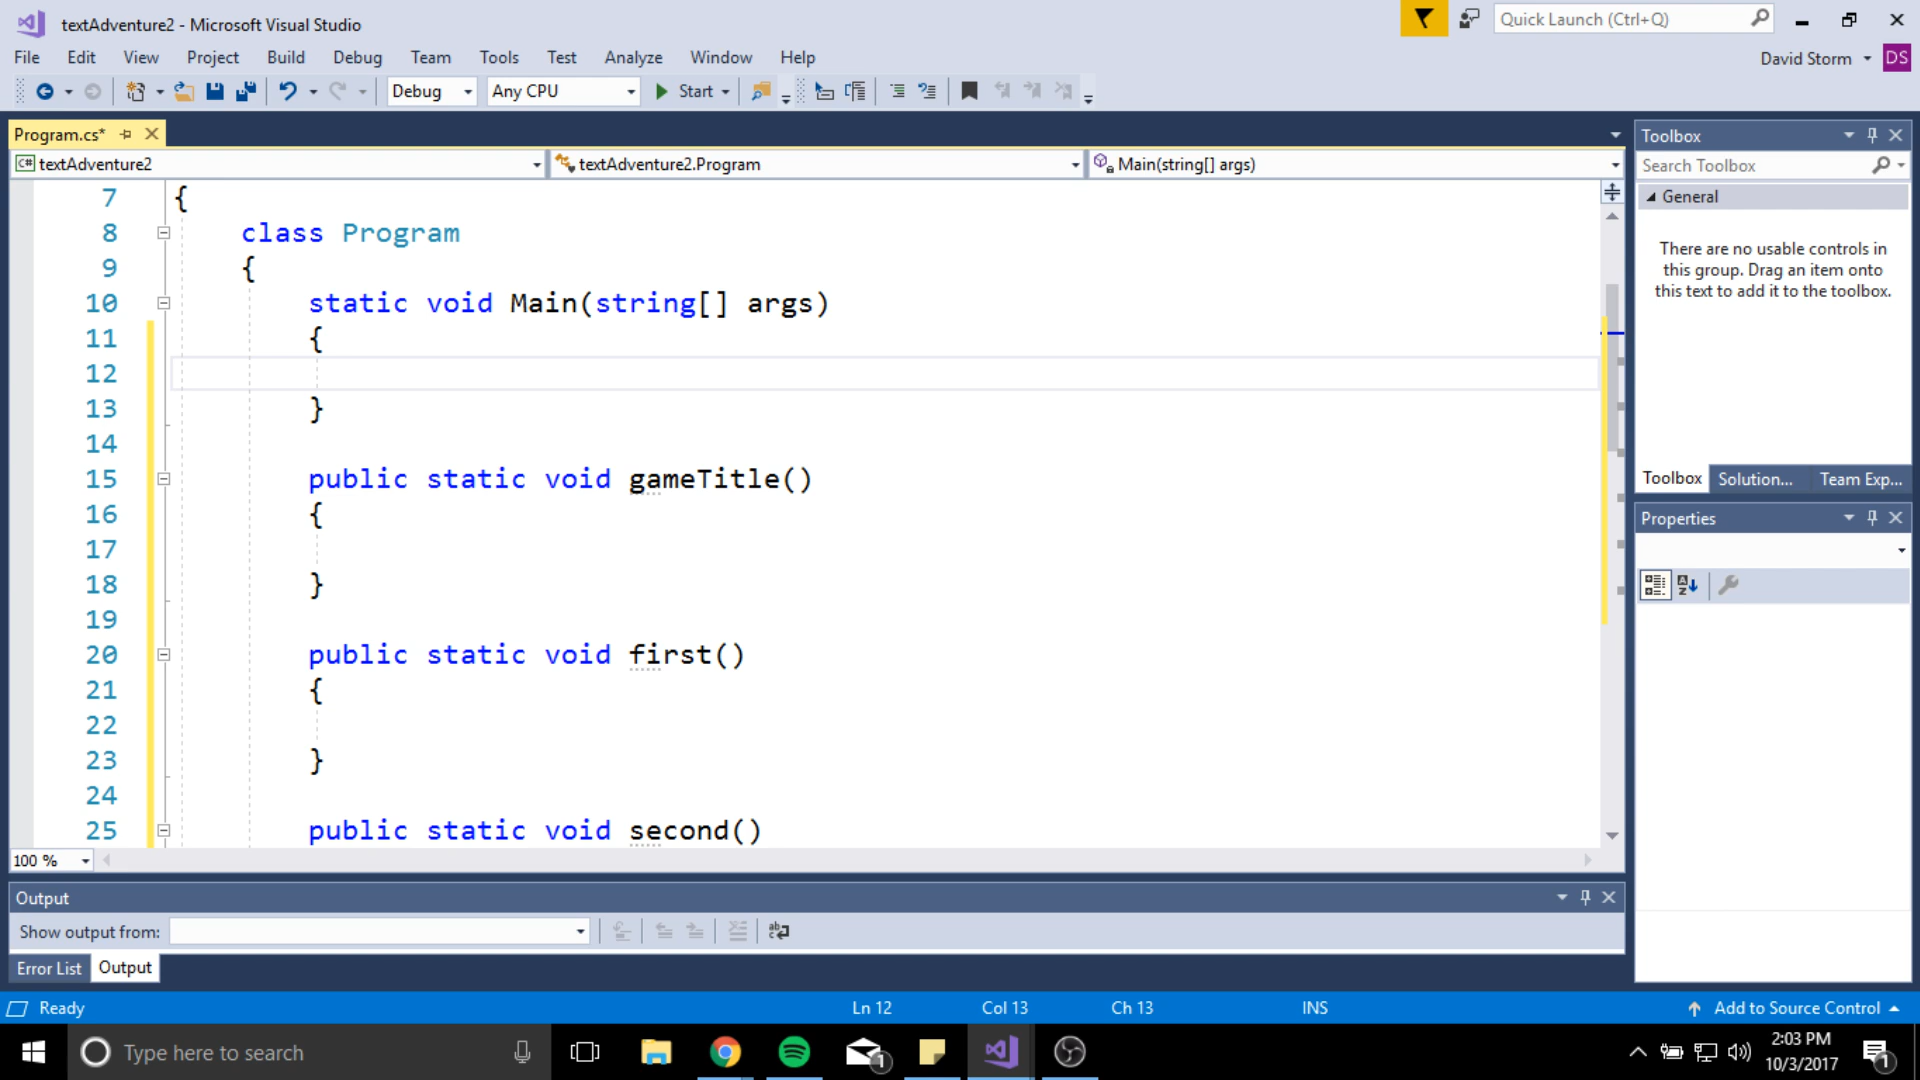 textAdventure2 - Microsoft Visual Studio
Quick Launch (Ctrl+Q)
File Edit View Project Build Debug Team Tools Test Analyze Window Help
David Storm DS
Debug Any CPU Start
Program.cs*
textAdventure2 textAdventure2.Program Main(string[] args)
7 {
8 class Program
9 {
10 static void Main(string[] args)
11 {
12
13 }
14
15 public static void gameTitle()
16 {
17
18 }
19
20 public static void first()
21 {
22
23 }
24
25 public static void second()
100 %
Toolbox
Search Toolbox
General
There are no usable controls in
this group. Drag an item onto
this text to add it to the toolbox.
Toolbox Solution... Team Exp...
Properties
Output
Show output from:
Error List Output
Ready Ln 12 Col 13 Ch 13 INS Add to Source Control
Type here to search
1
2:03 PM
10/3/2017
1